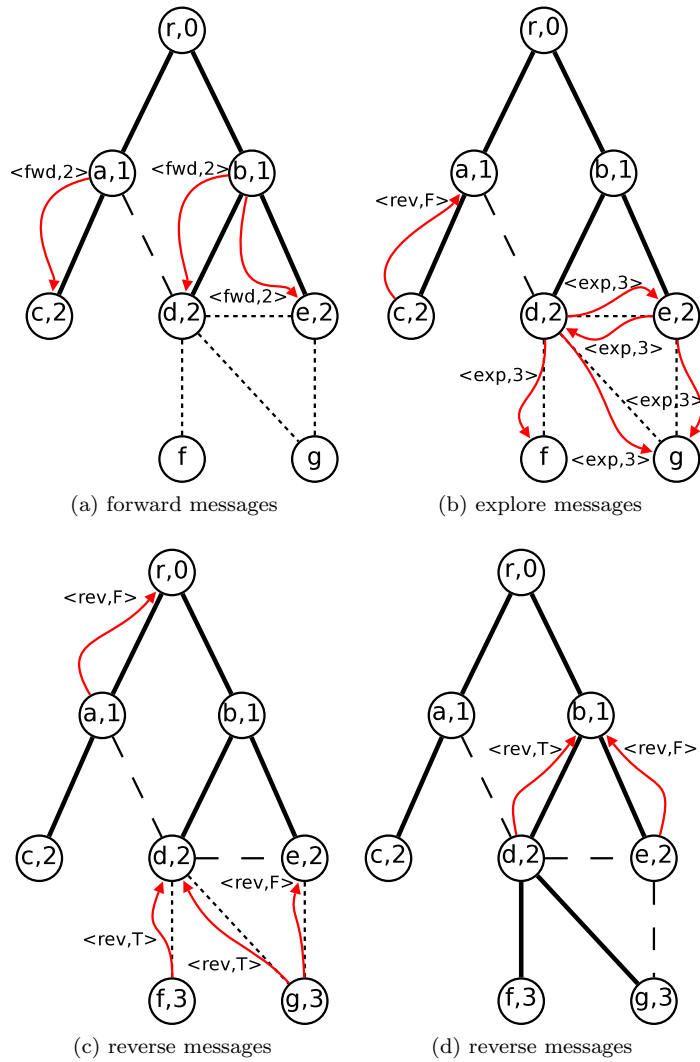 r,0 r,0
<fwd,2> a,1 <fwd,2> b,1 a,1 b,1
<rev,F>
<exp,3>
<fwd,2>
c,2 d,2 e,2 c,2 d,2 e,2
<exp,3>
<exp,3>
<exp,3>
f g f <exp,3> g
(a) forward messages (b) explore messages
r,0 r,0
<rev,F>
a,1 b,1 a,1 b,1
<rev,T> <rev,F>
c,2 d,2 e,2 c,2 d,2 e,2
<rev,F>
<rev,T>
<rev,T>
f,3 g,3 f,3 g,3
(c) reverse messages (d) reverse messages